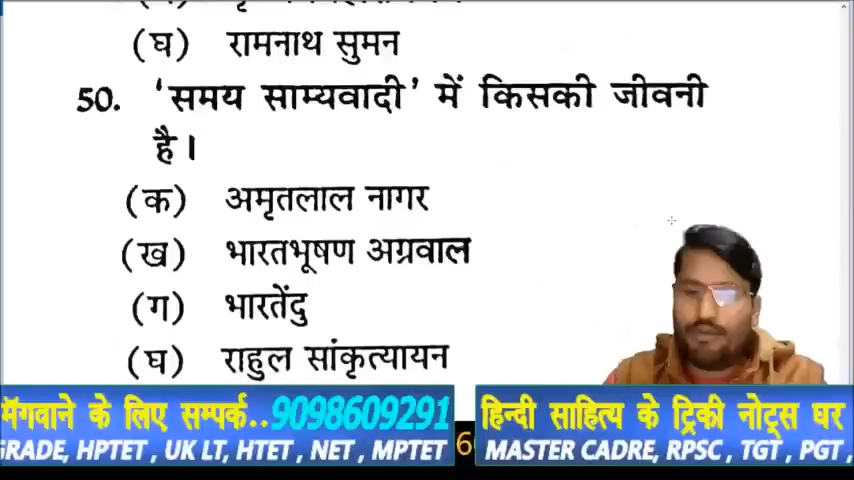 (घ) रामनाथ सुमन
50. 'समय साम्यवादी' में किसकी जीवनी
है।
(क) अमृतलाल नागर
(ख) भारतभूषण अग्रवाल
(ग) भारतेंदु
(घ) राहुल सांकृत्यायन
मँगवाने के लिए सम्पर्क..9098609291
GRADE, HPTET, UK LT, HTET, NET, MPTET
6
हिन्दी साहित्य के ट्रिकी नोट्स घर
MASTER CADRE, RPSC, TGT, PGT,